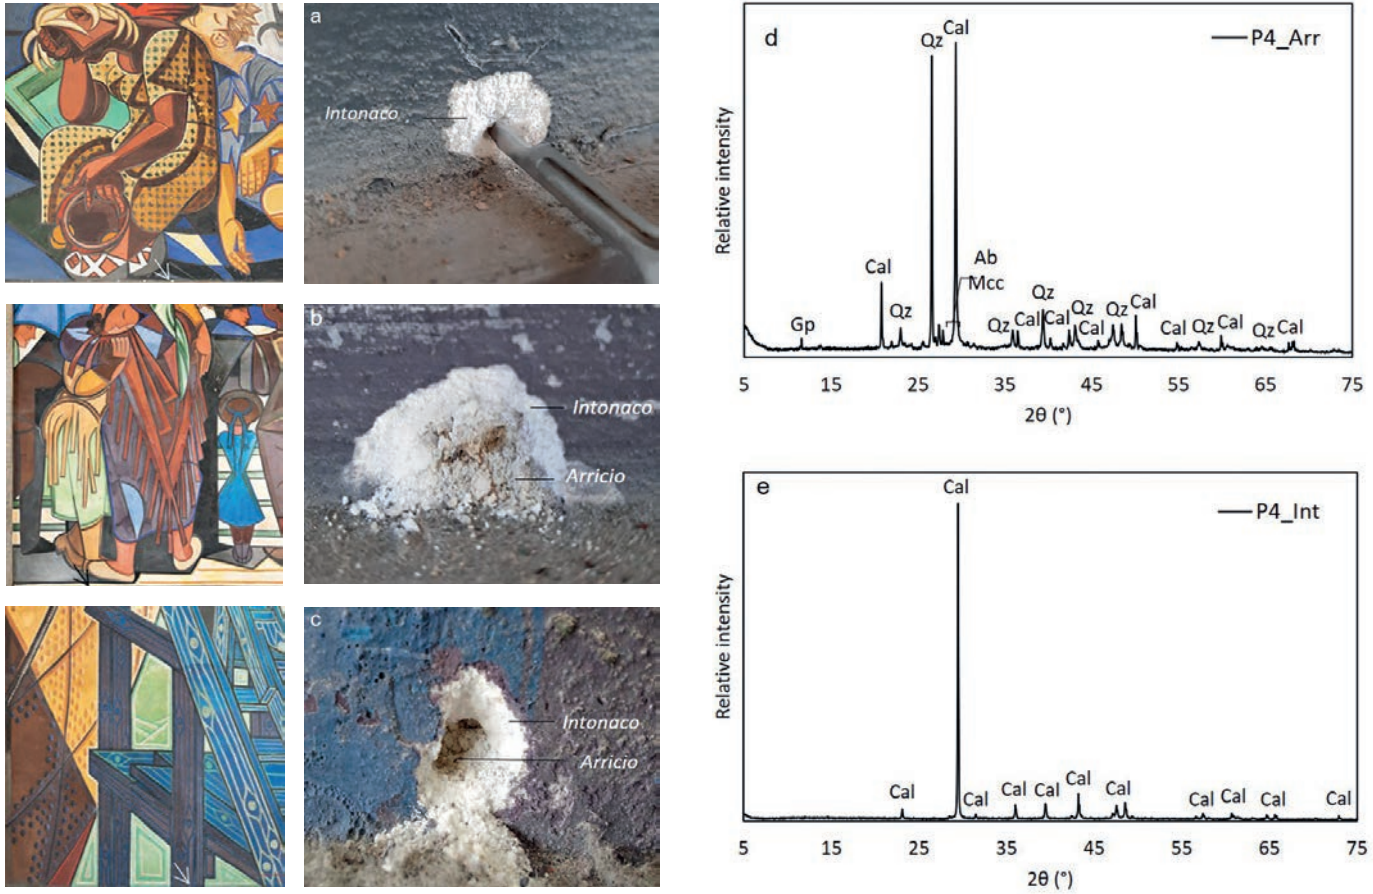 a
Intonaco
b
Intonaco
Arricio
c
Intonaco
Arricio
d
P4_Arr
Cal
Qz
Ab
Mcc
Cal
Qz
Gp
Qz
Cal
Qz
Cal
Qz
Cal
Qz
Cal
Cal
Qz
Cal
Qz
Cal
Relative intensity
5 15 25 35 45 55 65 75
2θ (°)
e
P4_Int
Cal
Cal
Cal
Cal
Cal
Cal
Cal
Cal
Cal
Cal
Cal
Relative intensity
5 15 25 35 45 55 65 75
2θ (°)